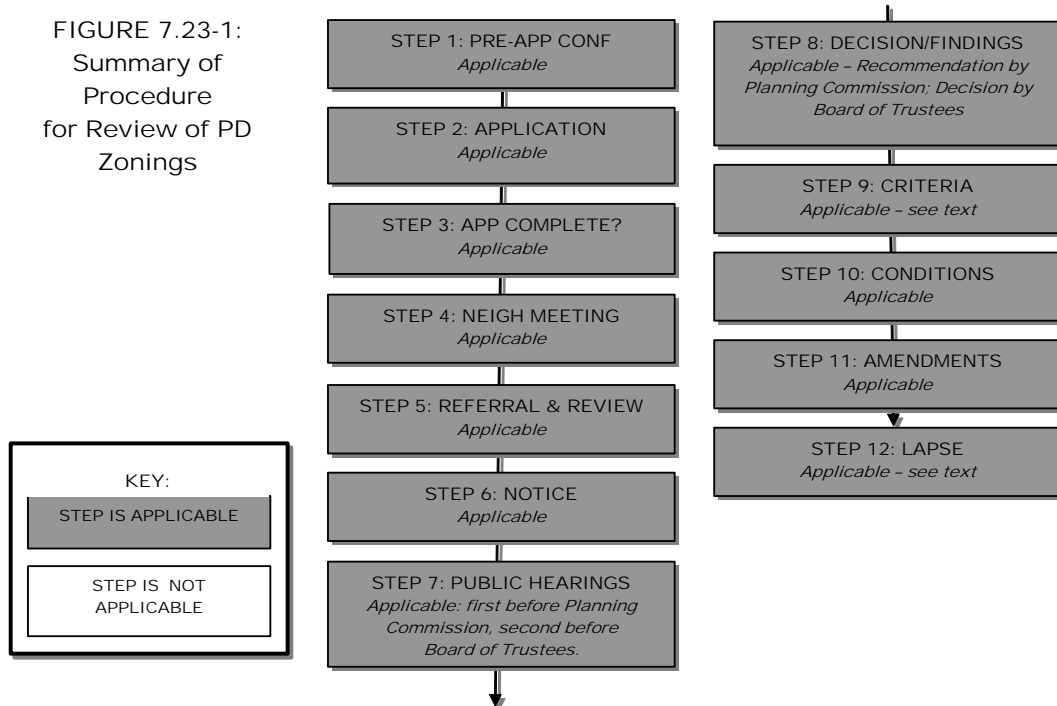 FIGURE 7.23-1:
Summary of
Procedure
for Review of PD
Zonings
KEY:
STEP IS APPLICABLE
STEP IS NOT
APPLICABLE
STEP 1: PRE-APP CONF
Applicable
STEP 2: APPLICATION
Applicable
STEP 3: APP COMPLETE?
Applicable
STEP 4: NEIGH MEETING
Applicable
STEP 5: REFERRAL & REVIEW
Applicable
STEP 6: NOTICE
Applicable
STEP 7: PUBLIC HEARINGS
Applicable: first before Planning
Commission, second before
Board of Trustees.
STEP 8: DECISION/FINDINGS
Applicable – Recommendation by
Planning Commission; Decision by
Board of Trustees
STEP 9: CRITERIA
Applicable – see text
STEP 10: CONDITIONS
Applicable
STEP 11: AMENDMENTS
Applicable
STEP 12: LAPSE
Applicable – see text